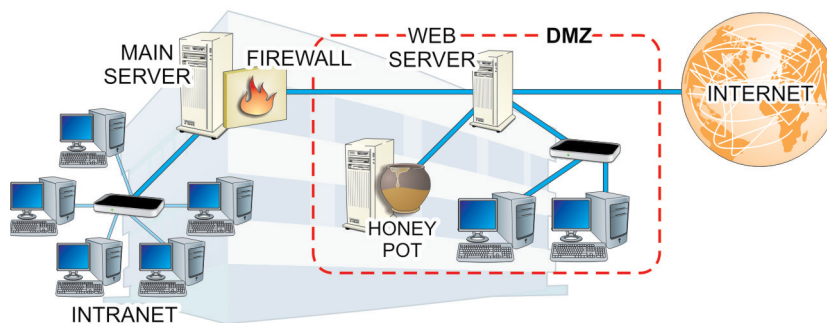 MAIN
SERVER
FIREWALL
WEB
SERVER
DMZ
INTERNET
HONEY
POT
INTRANET